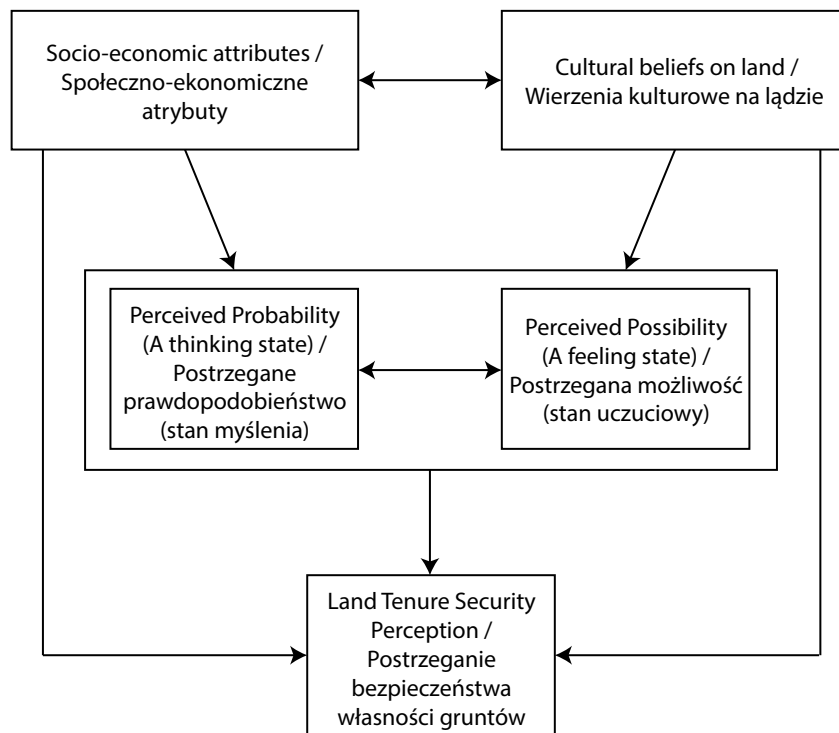 Socio-economic attributes /
Społeczno-ekonomiczne
atrybuty
Cultural beliefs on land /
Wierzenia kulturowe na lądzie
Perceived Probability
(A thinking state) /
Postrzegane
prawdopodobieństwo
(stan myślenia)
Perceived Possibility
(A feeling state) /
Postrzegana możliwość
(stan uczuciowy)
Land Tenure Security
Perception /
Postrzeganie
bezpieczeństwa
własności gruntów